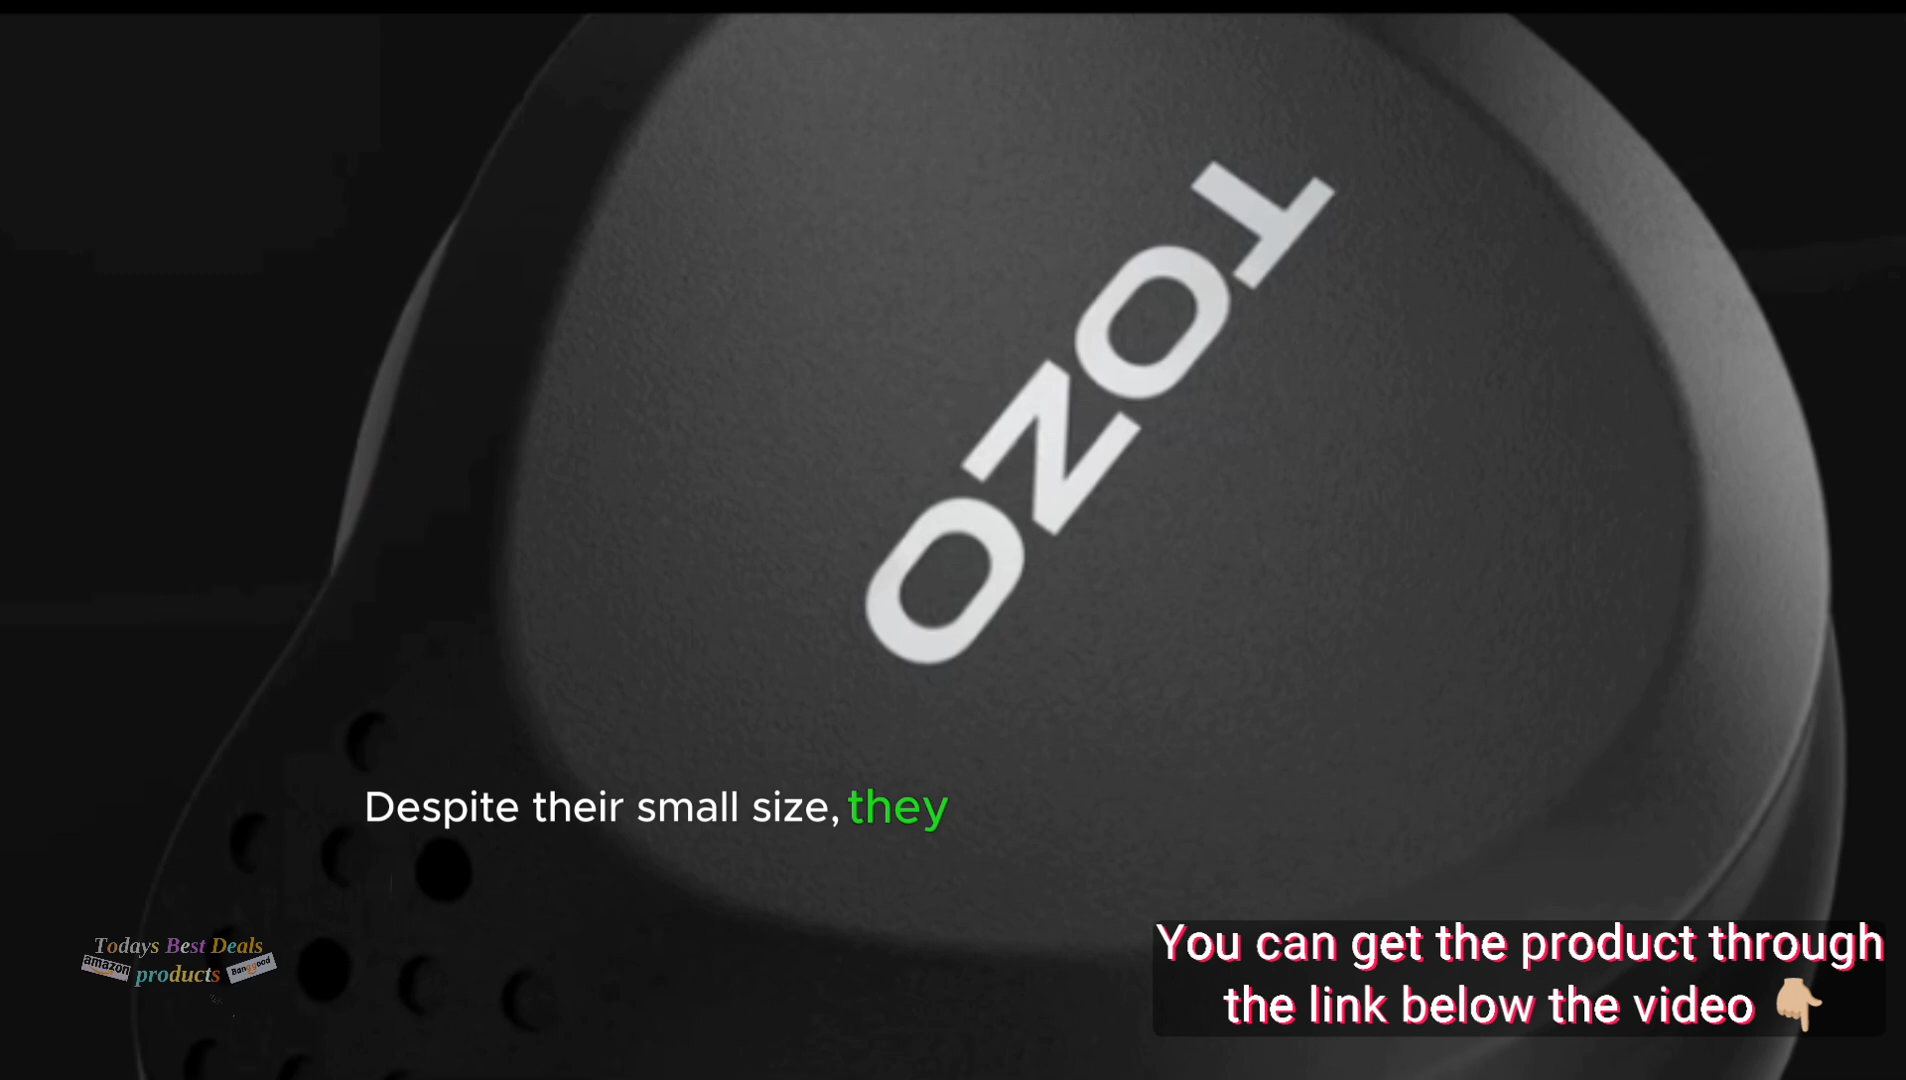 TOZO
Despite their small size, they
Todays Best Deals
amazon products Banggood
You can get the product through
the link below the video 👇🏼